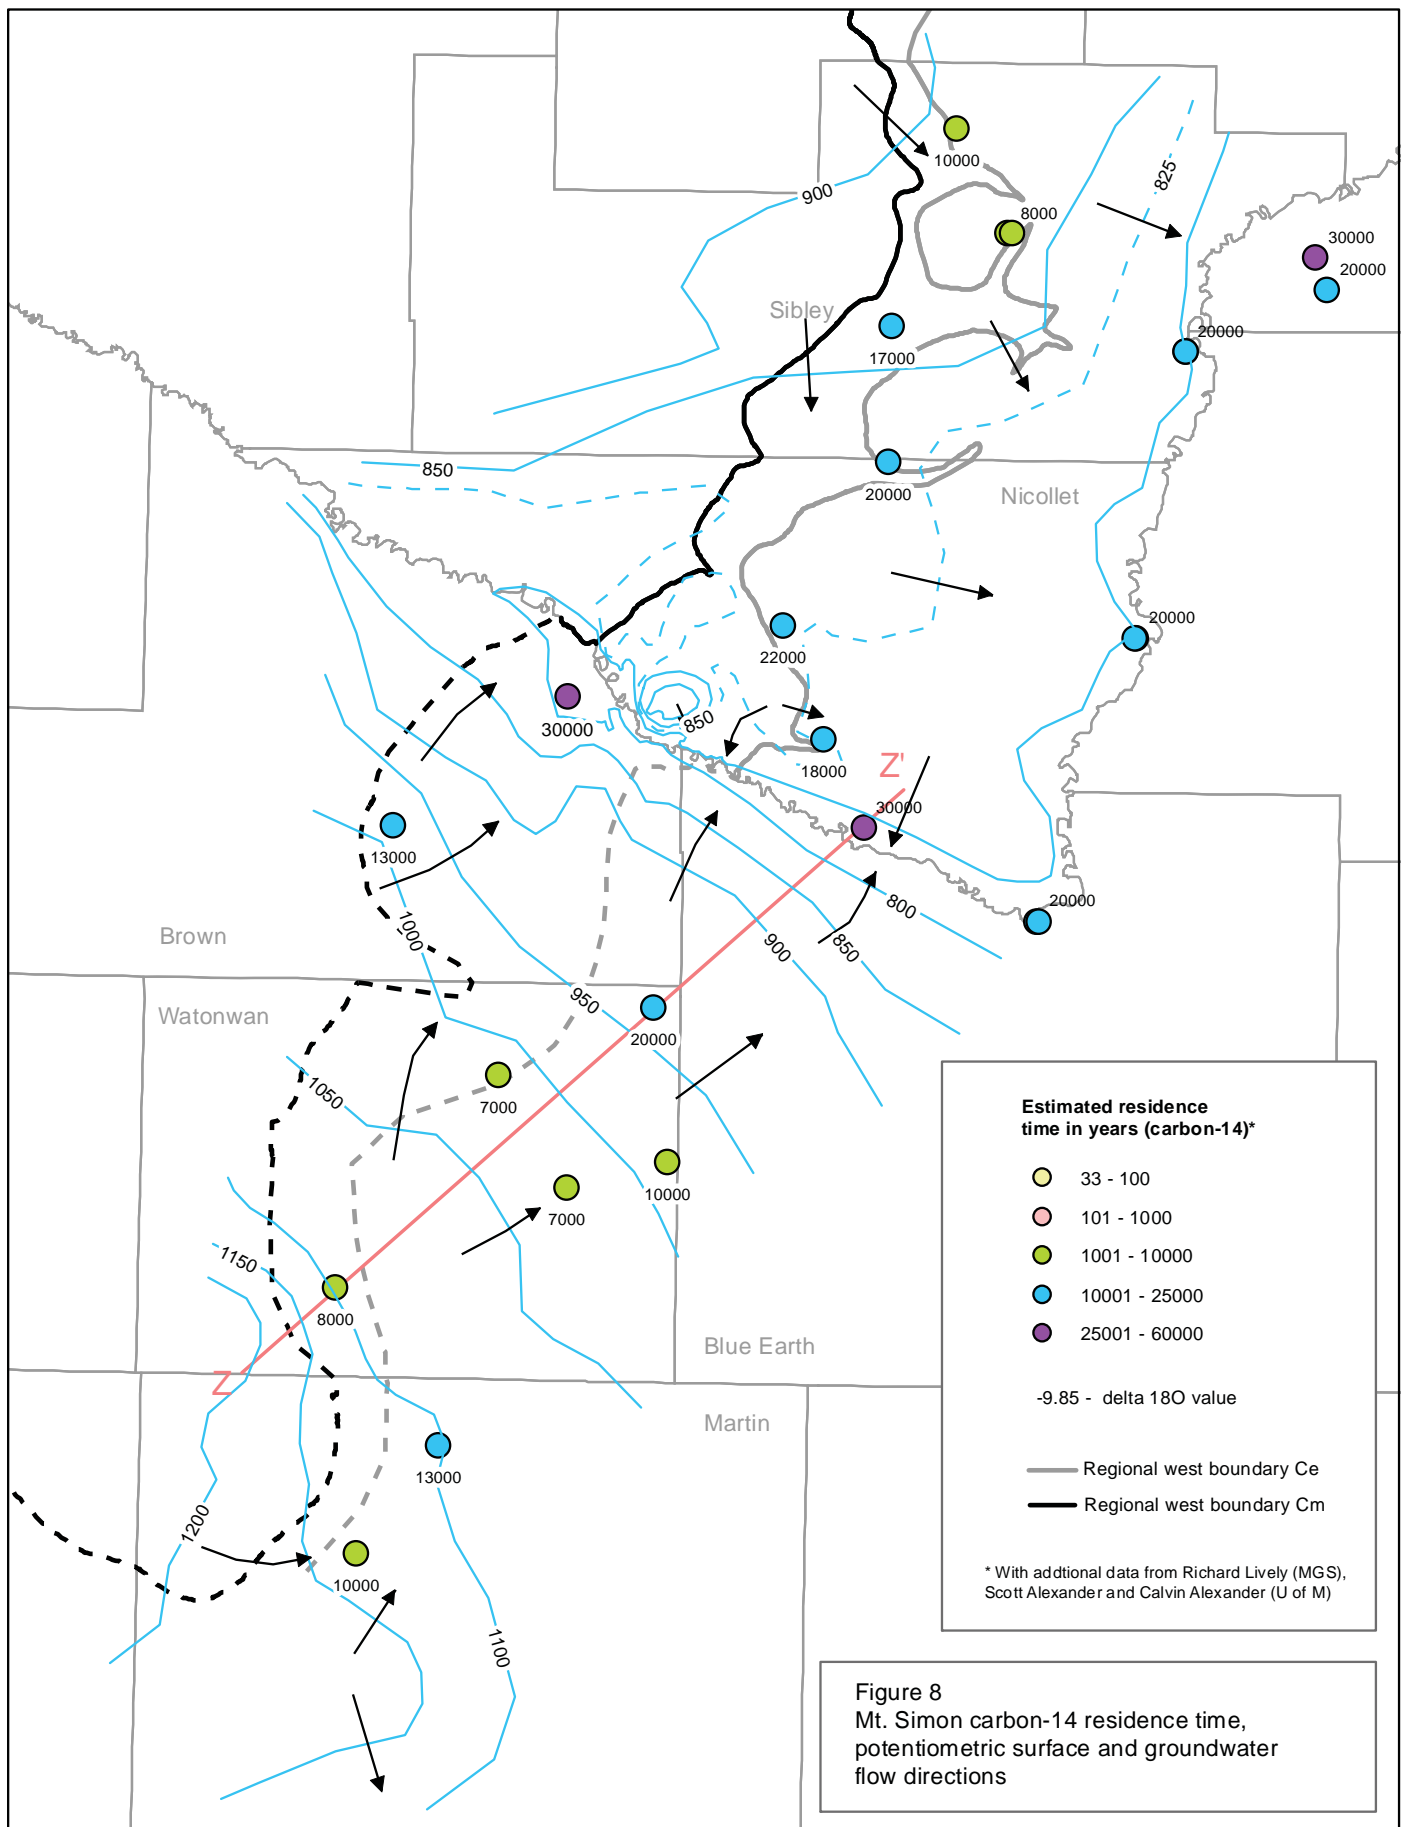 10000
900
825
8000
30000
20000
Sibley
20000
17000
850
20000
Nicollet
20000
22000
30000
850
18000
Z'
30000
13000
800
20000
1000
850
900
Brown
950
Watonwan
20000
1050
7000
10000
7000
1150
8000
Z
Blue Earth
Martin
13000
1200
10000
1100
Estimated residence
time in years (carbon-14)*
33 - 100
101 - 1000
1001 - 10000
10001 - 25000
25001 - 60000
-9.85 - delta 18O value
Regional west boundary Ce
Regional west boundary Cm
* With addtional data from Richard Lively (MGS),
Scott Alexander and Calvin Alexander (U of M)
Figure 8
Mt. Simon carbon-14 residence time,
potentiometric surface and groundwater
flow directions